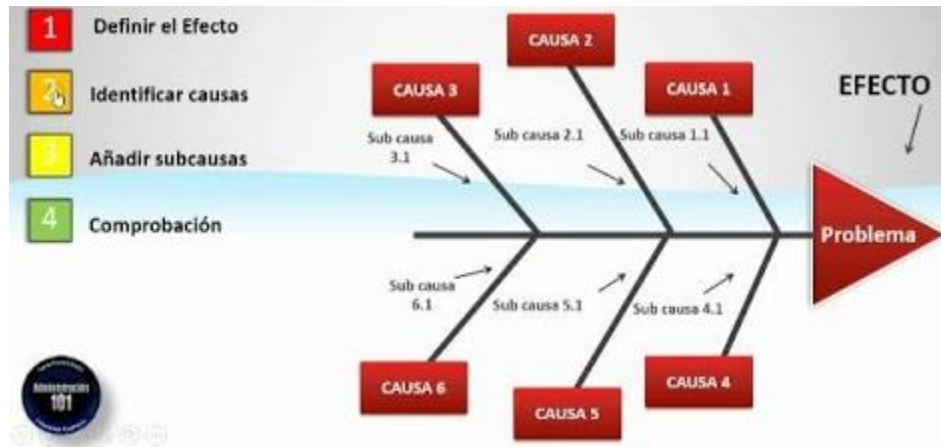 1 Definir el Efecto
2 Identificar causas
3 Añadir subcausas
4 Comprobación
CAUSA 2
CAUSA 3
CAUSA 1
EFECTO
Sub causa
3.1
Sub causa 2.1
Sub causa 1.1
Problema
Sub causa
6.1
Sub causa 5.1
Sub causa 4.1
CAUSA 6
CAUSA 5
CAUSA 4
Administración
101